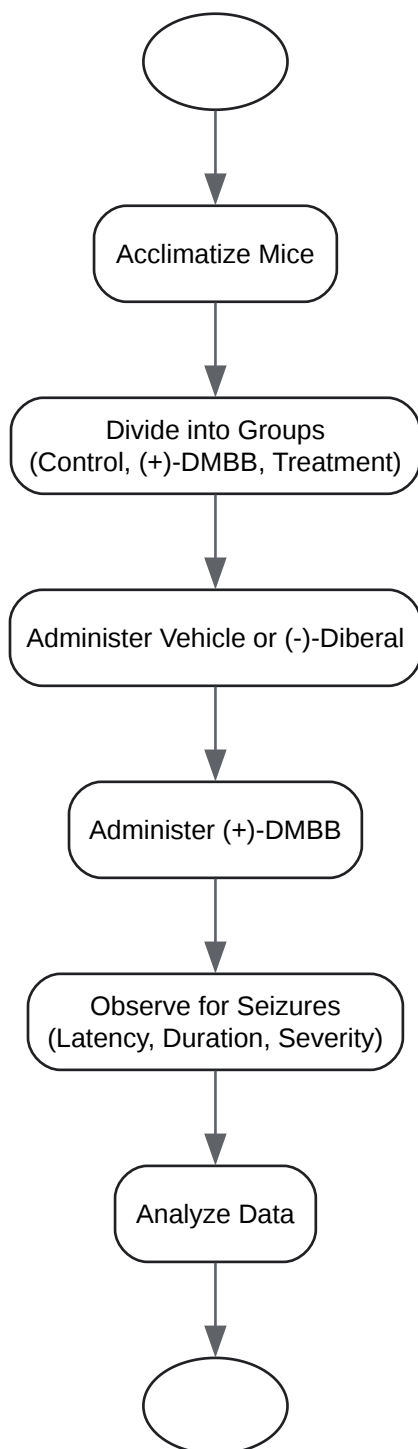 Acclimatize Mice
Divide into Groups
(Control, (+)-DMBB, Treatment)
Administer Vehicle or (-)-Diberal
Administer (+)-DMBB
Observe for Seizures
(Latency, Duration, Severity)
Analyze Data